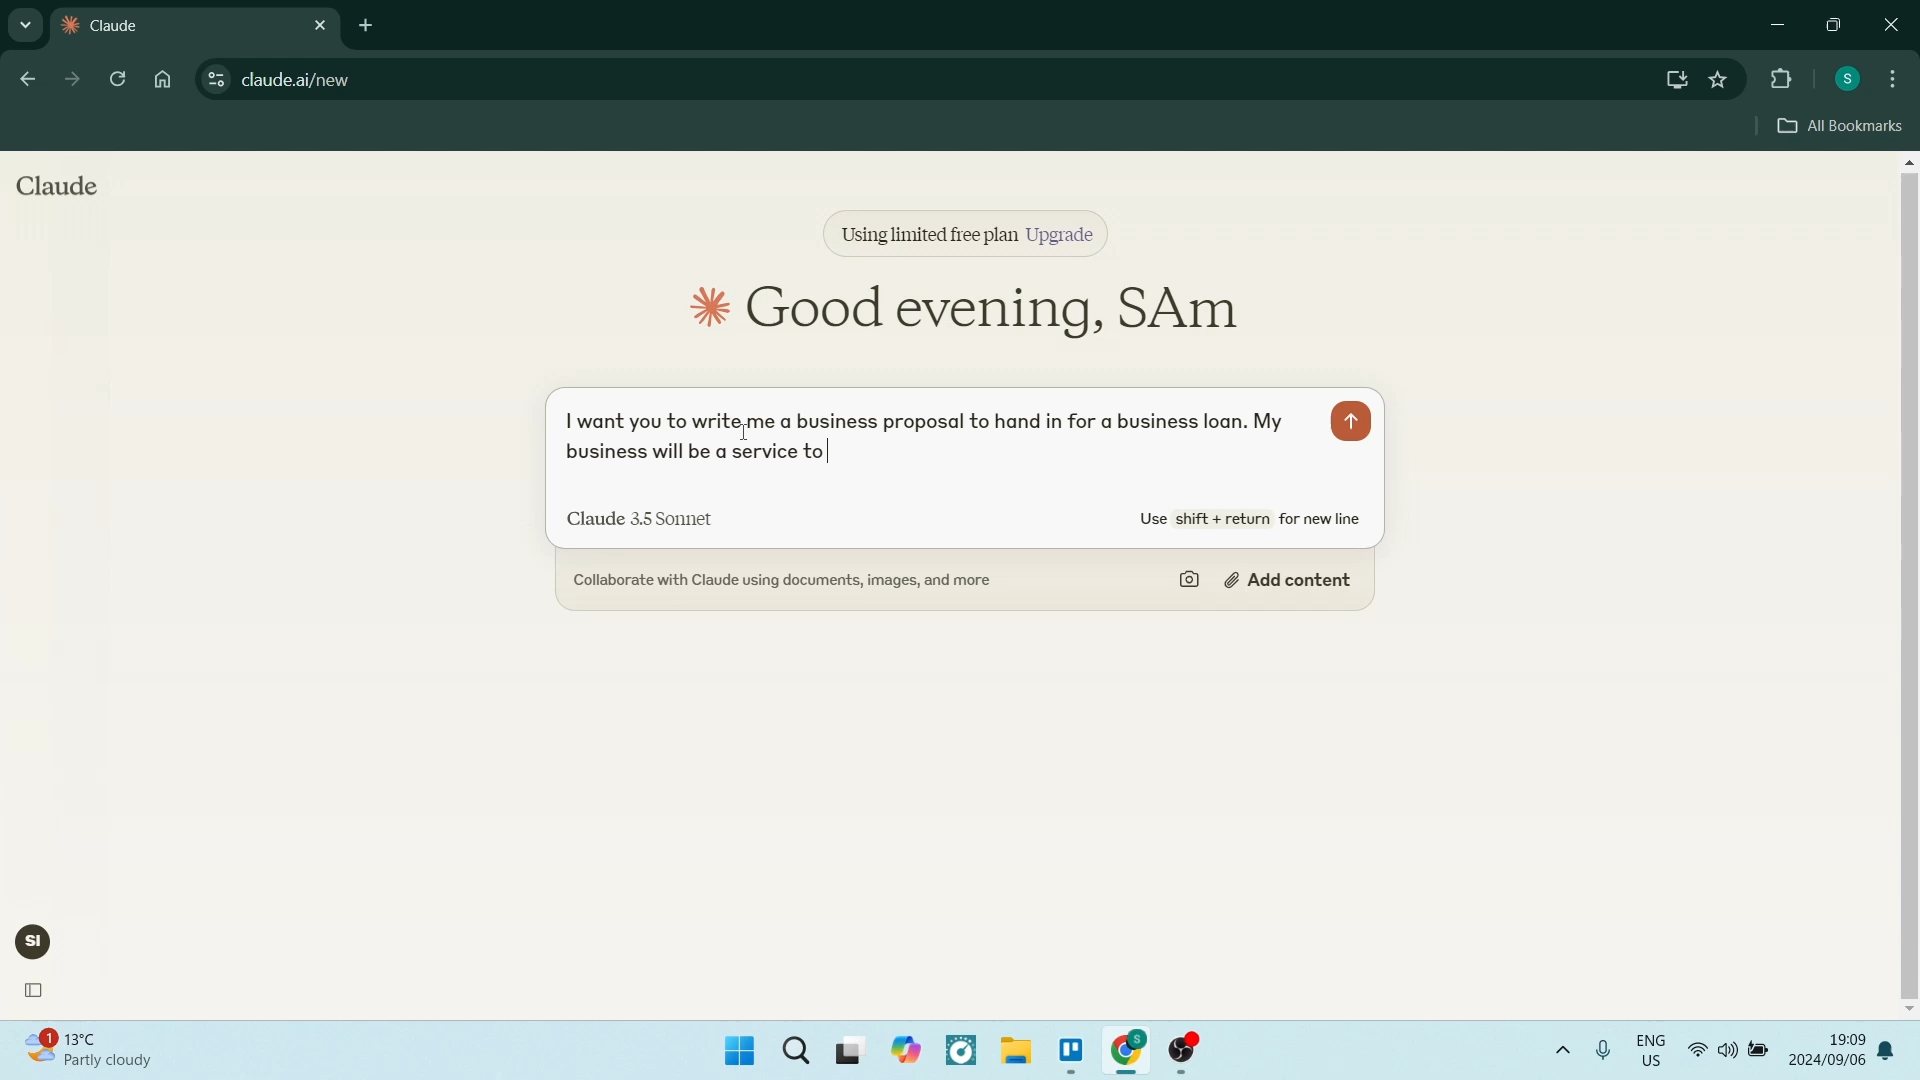 Claude
claude.ai/new
S
All Bookmarks
Claude
Using limited free plan Upgrade
Good evening, SAm
I want you to write me a business proposal to hand in for a business loan. My
business will be a service to
Claude 3.5 Sonnet
Use shift + return for new line
Collaborate with Claude using documents, images, and more
Add content
SI
1
13°C
Partly cloudy
S
ENG
US
19:09
2024/09/06